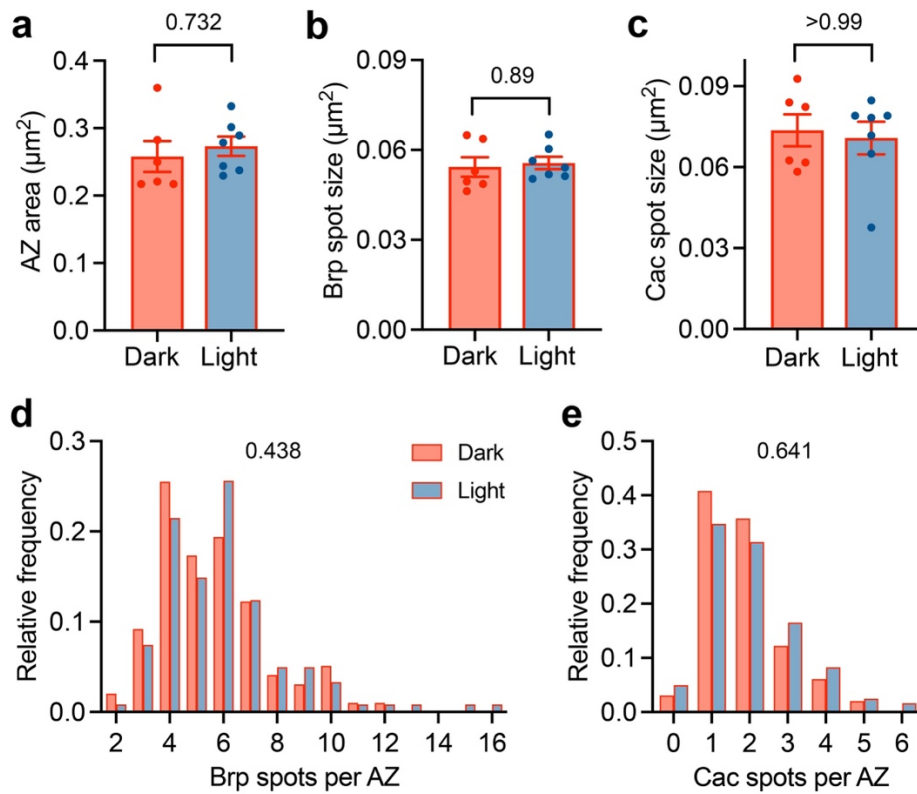 a
0.732
AZ area (µm²)
0.4
0.3
0.2
0.1
0.0
Dark Light
b
0.89
Brp spot size (µm²)
0.09
0.06
0.03
0.00
Dark Light
c
>0.99
Cac spot size (µm²)
0.09
0.06
0.03
0.00
Dark Light
d
0.438
Relative frequency
0.3
0.2
0.1
0.0
2 4 6 8 10 12 14 16
Brp spots per AZ
Dark
Light
e
0.641
Relative frequency
0.5
0.4
0.3
0.2
0.1
0.0
0 1 2 3 4 5 6
Cac spots per AZ